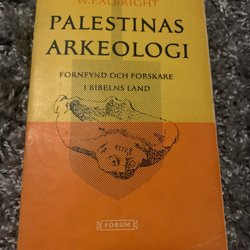 W.F. ALBRIGHT
PALESTINAS
ARKEOLOGI
FORNFYND OCH FORSKARE
I BIBELNS LAND
FORUM